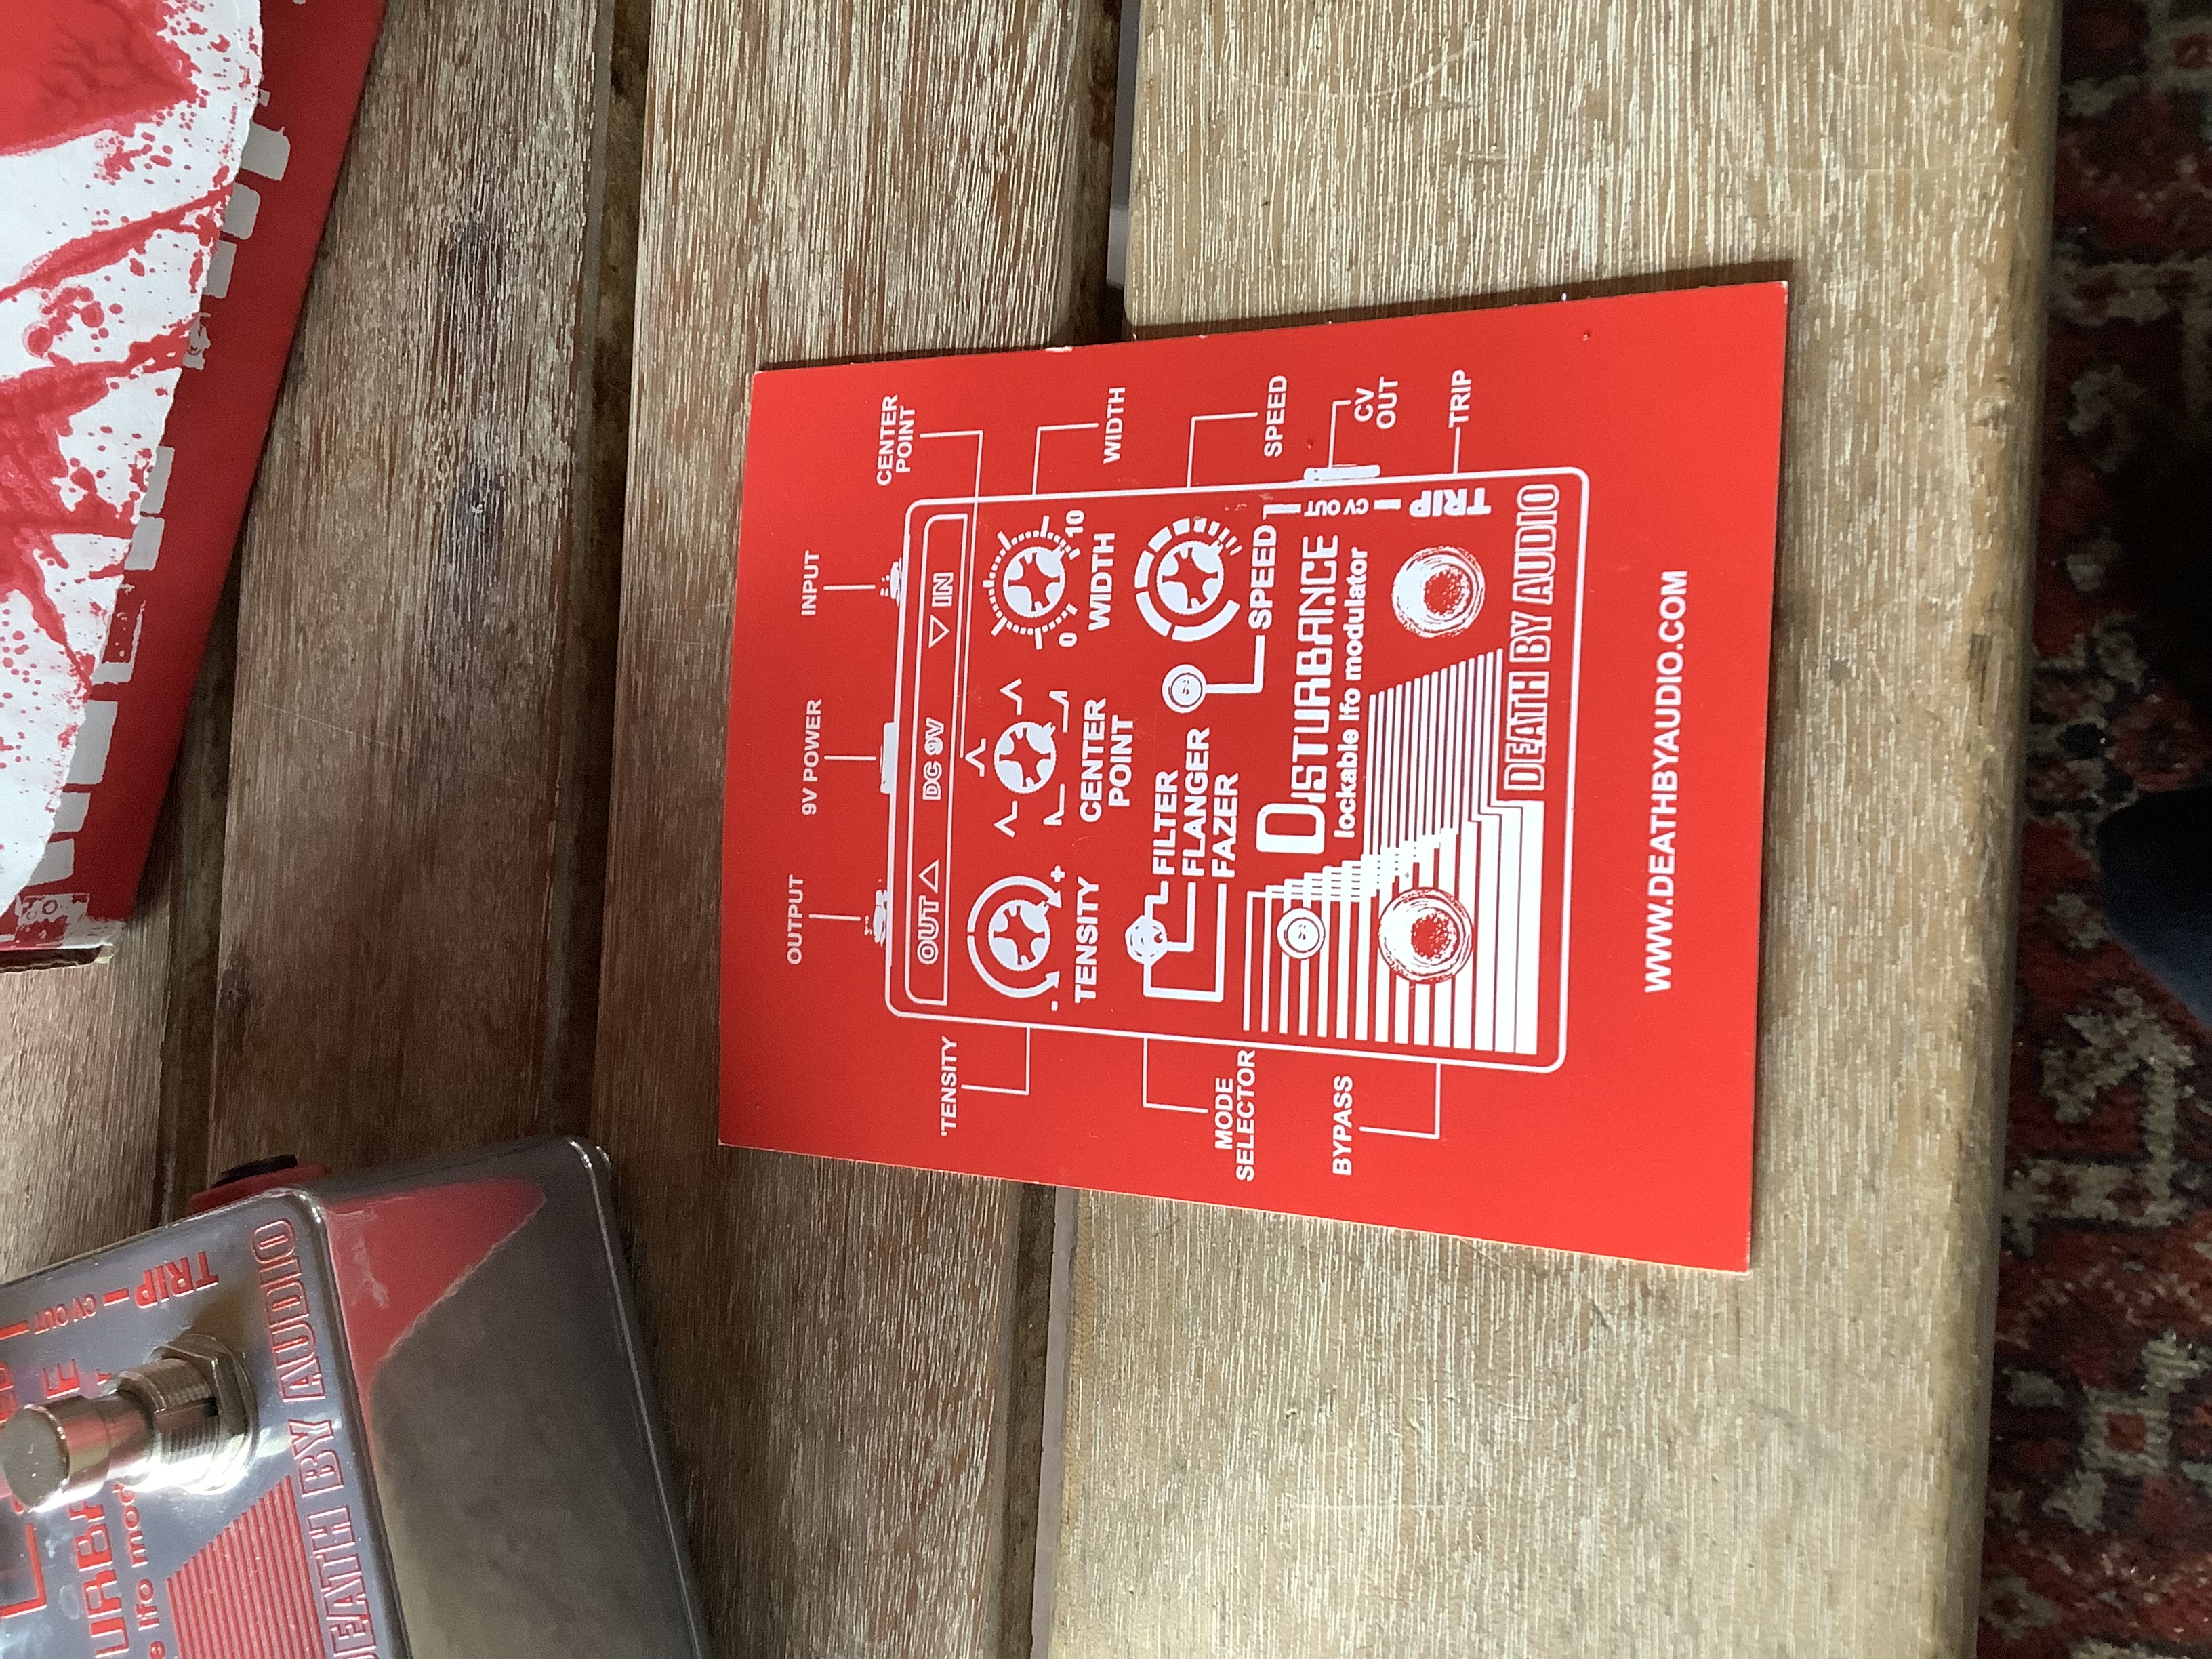 OUTPUT
9V POWER
INPUT
CENTER
POINT
'TENSITY
WIDTH
MODE
SELECTOR
SPEED
BYPASS
CV
OUT
TRIP
OUT
DC 9V
IN
- +
TENSITY
CENTER
POINT
0 10
WIDTH
FILTER
FLANGER
FAZER
SPEED
DISTURBANCE
lockable lfo modulator
CV OUT
TRIP
DEATH BY AUDIO
WWW.DEATHBYAUDIO.COM
CV OUT
TRIP
DEATH BY AUDIO